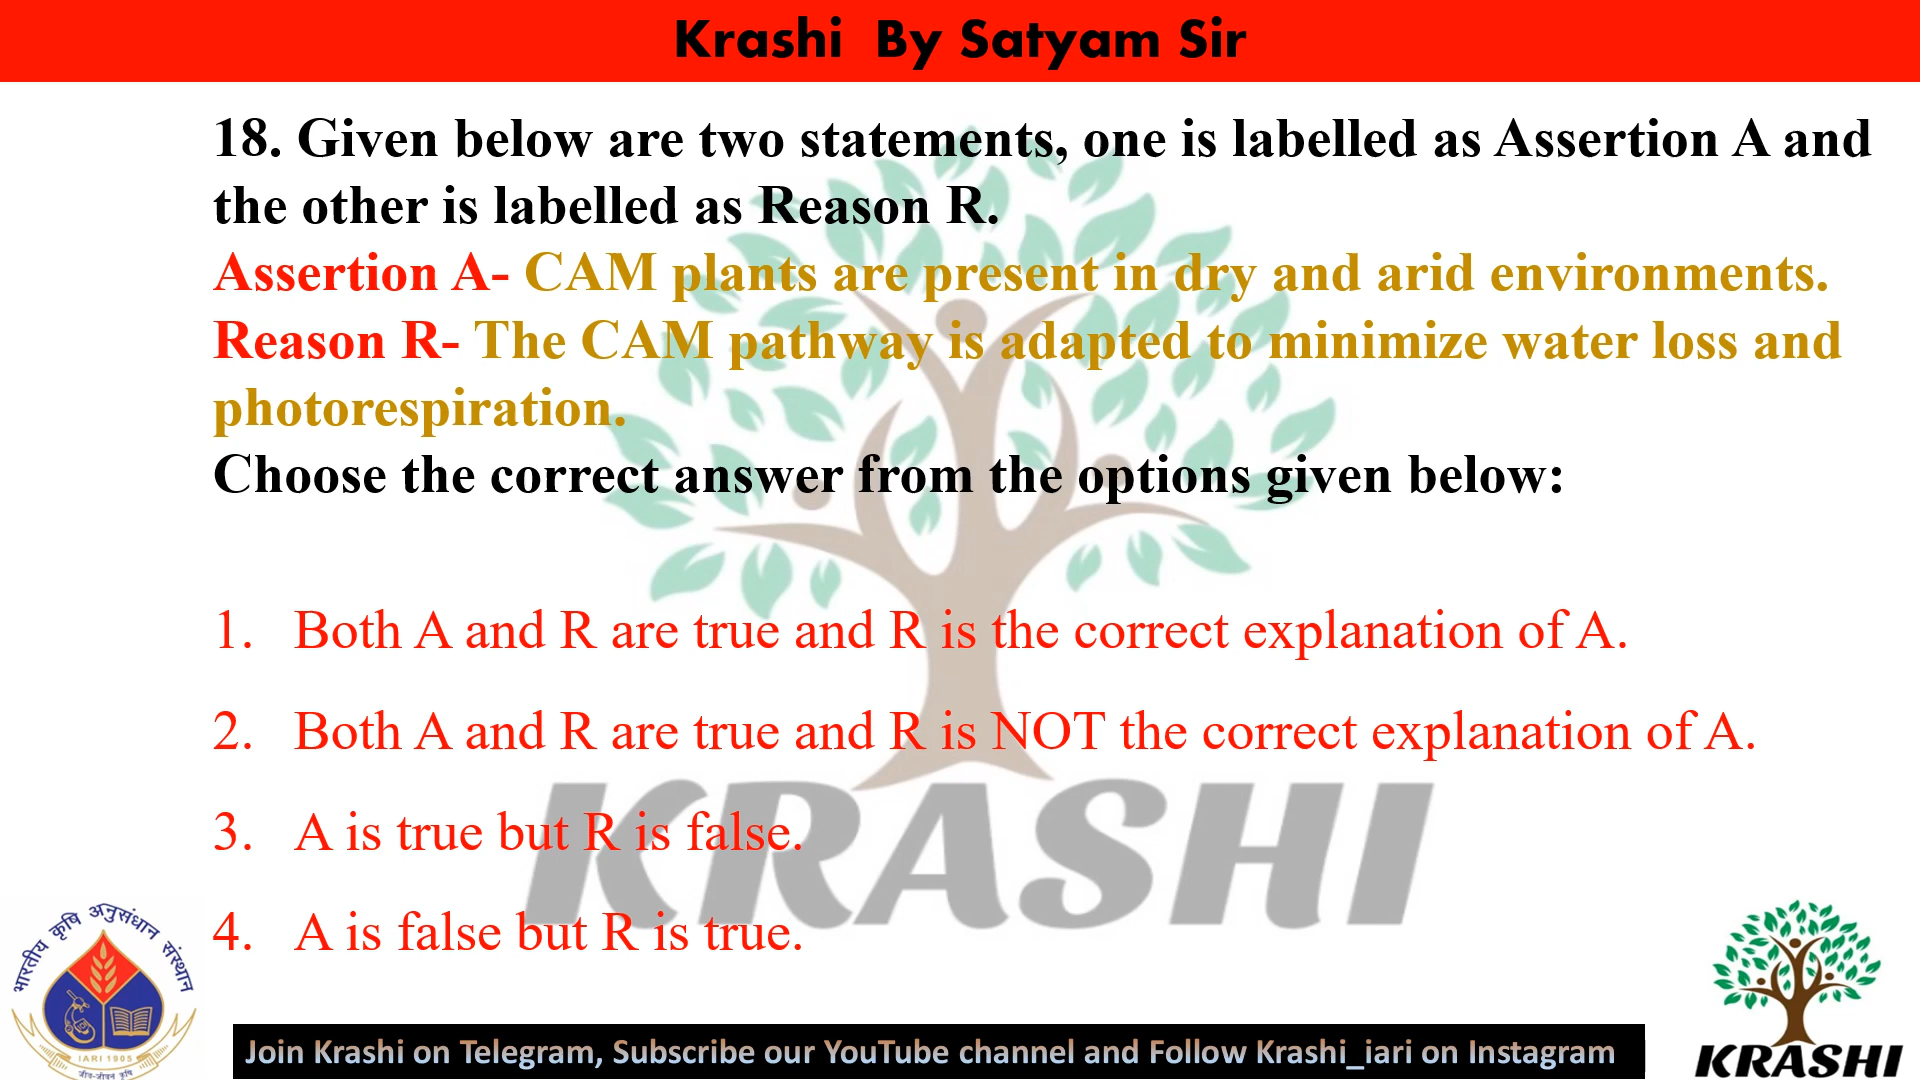 Krashi By Satyam Sir
18. Given below are two statements, one is labelled as Assertion A and
the other is labelled as Reason R.
Assertion A- CAM plants are present in dry and arid environments.
Reason R- The CAM pathway is adapted to minimize water loss and
photorespiration.
Choose the correct answer from the options given below:
1. Both A and R are true and R is the correct explanation of A.
2. Both A and R are true and R is NOT the correct explanation of A.
3. A is true but R is false.
4. A is false but R is true.
KRASHI
भारतीय कृषि अनुसंधान संस्थान
IARI 1905
Join Krashi on Telegram, Subscribe our YouTube channel and Follow Krashi_iari on Instagram
KRASHI